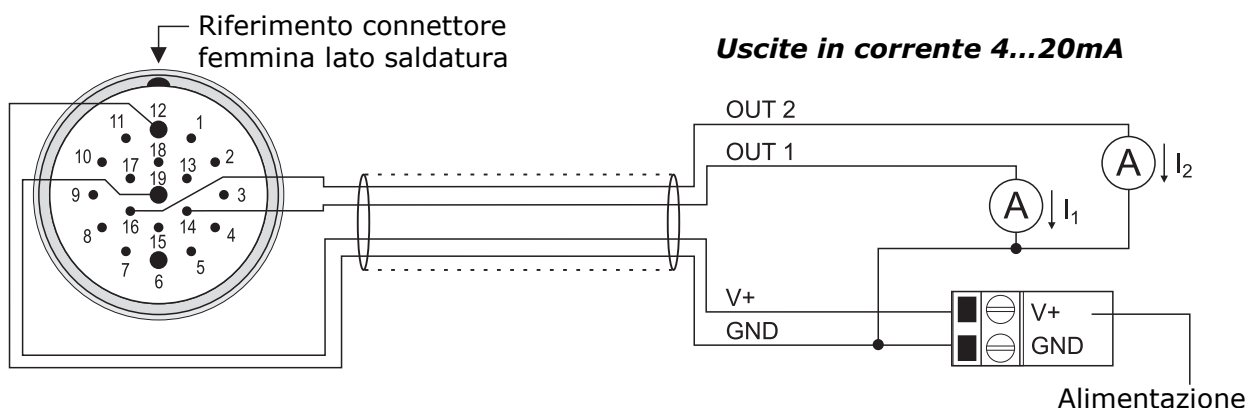 Riferimento connettore
femmina lato saldatura
Uscite in corrente 4...20mA
12
11
1
10
17
18
13
2
9
19
3
16
14
8
15
4
7
6
5
OUT 2
OUT 1
A
I2
A
I1
V+
GND
V+
GND
Alimentazione